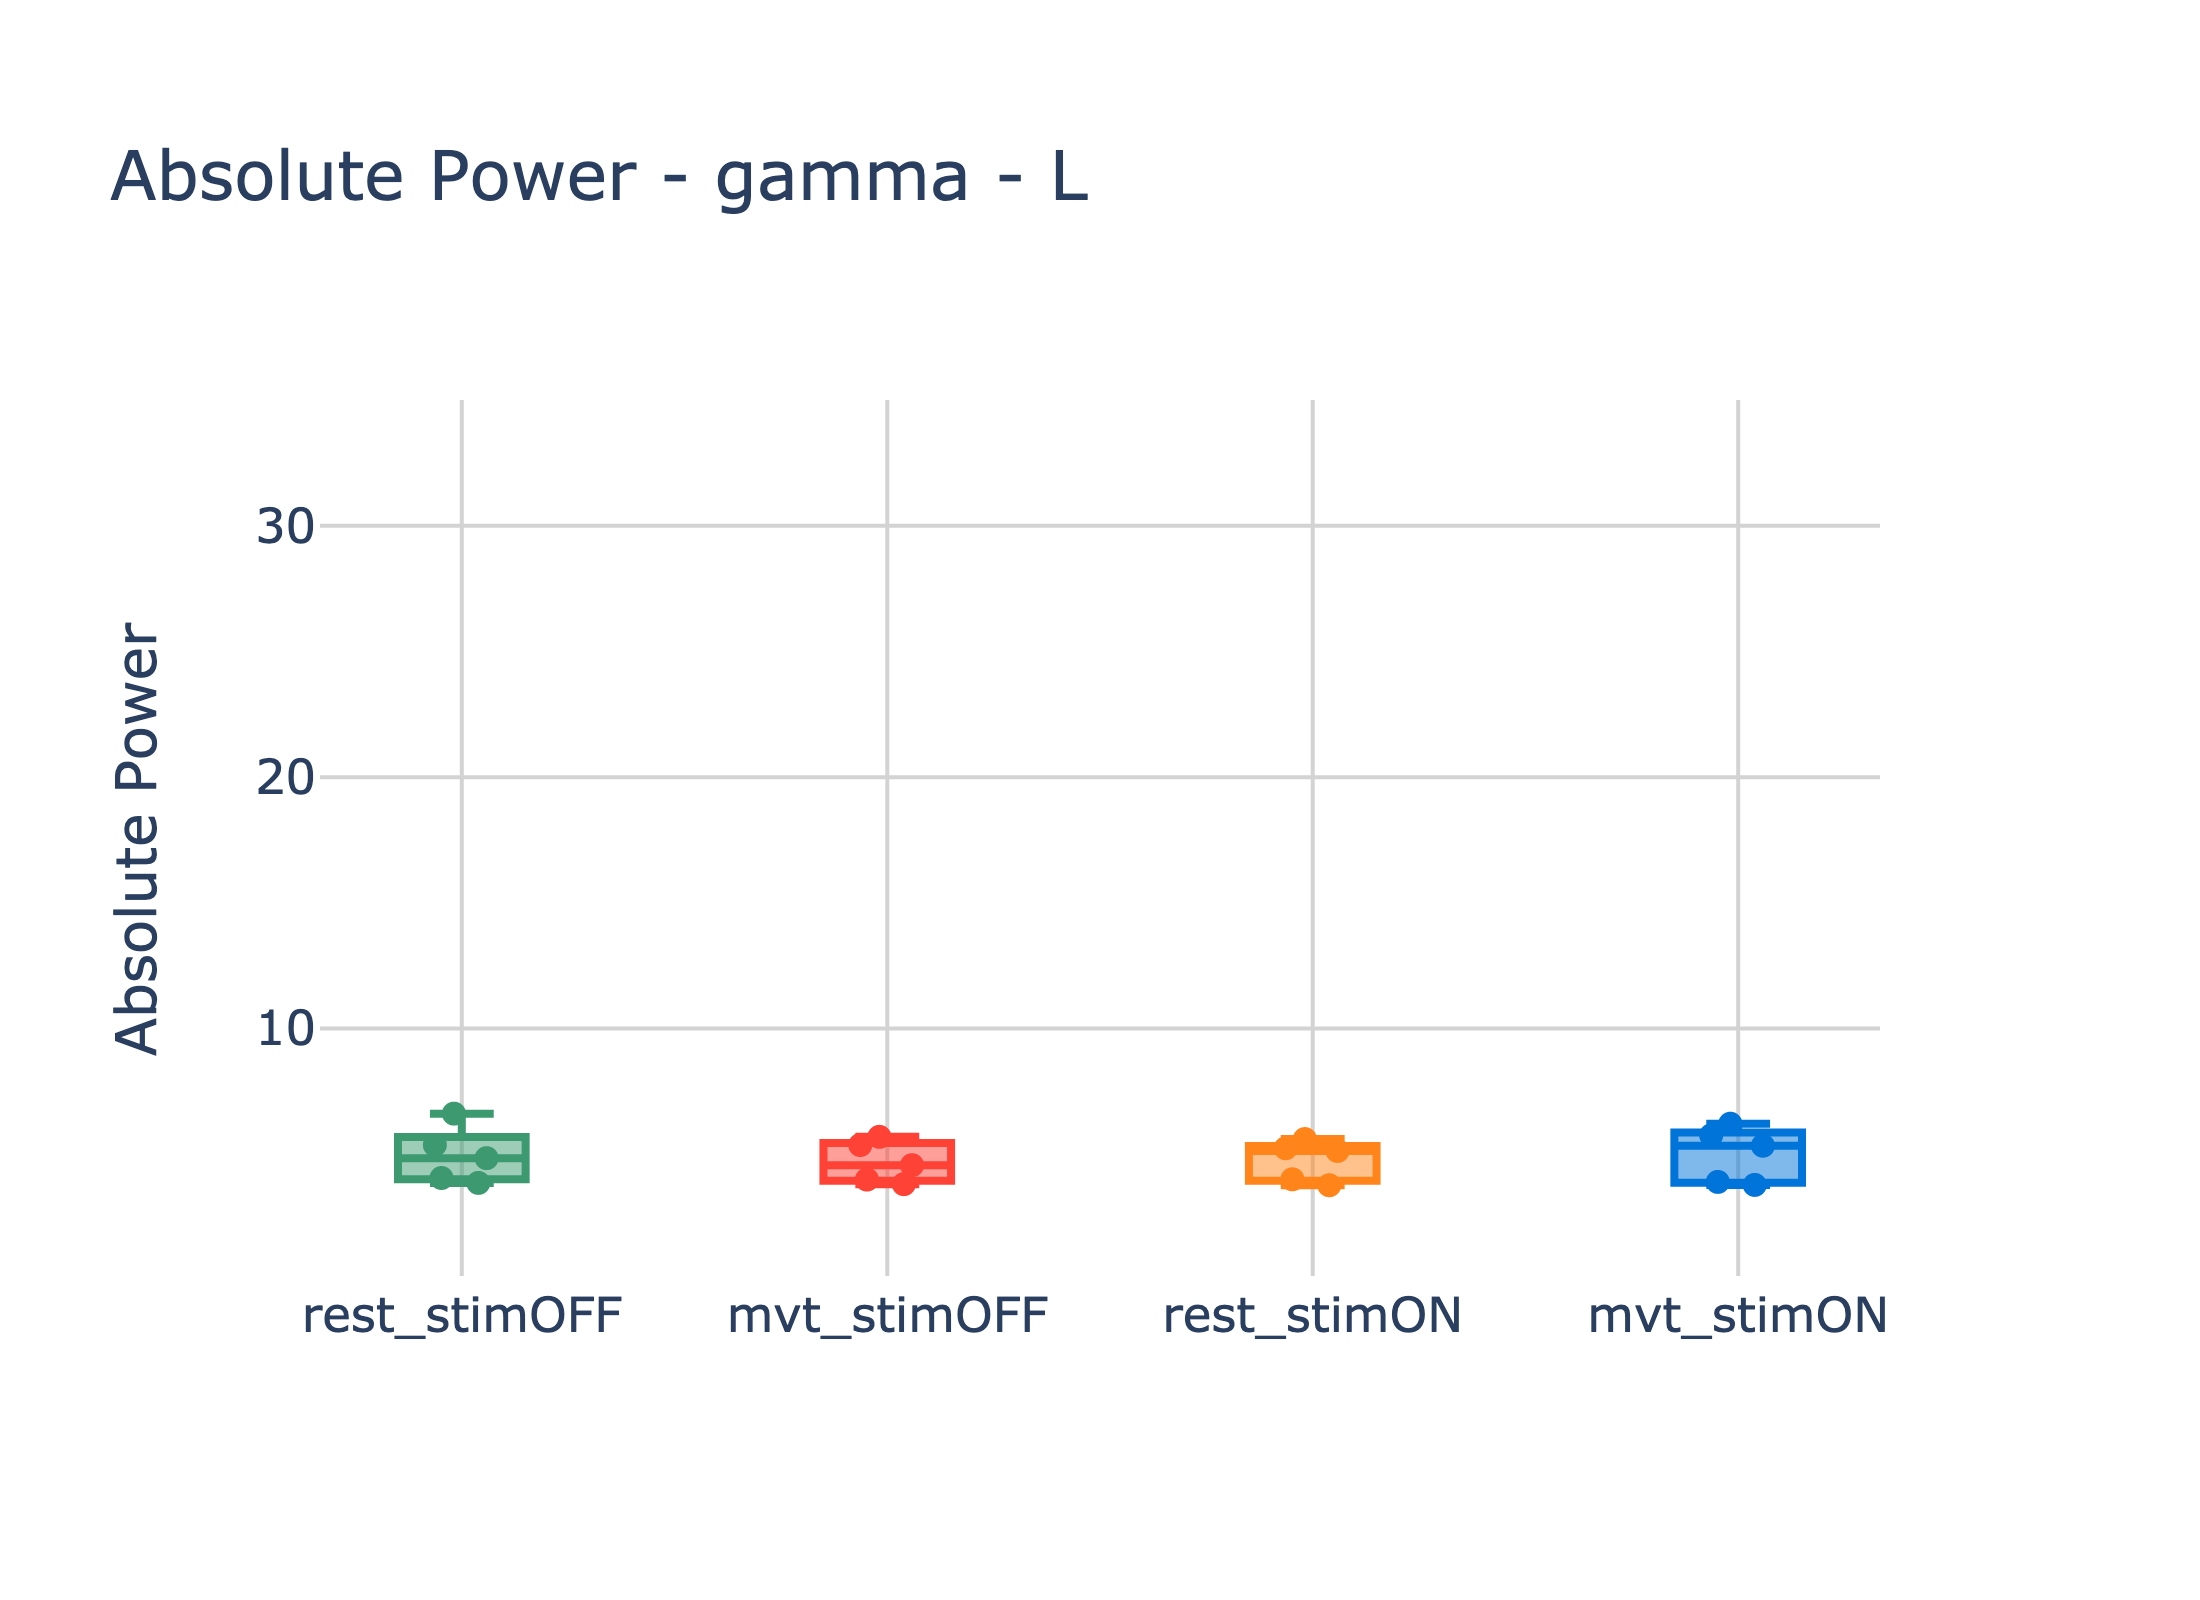 Absolute Power - gamma - L
Absolute Power
30
20
10
rest_stimOFF
mvt_stimOFF
rest_stimON
mvt_stimON